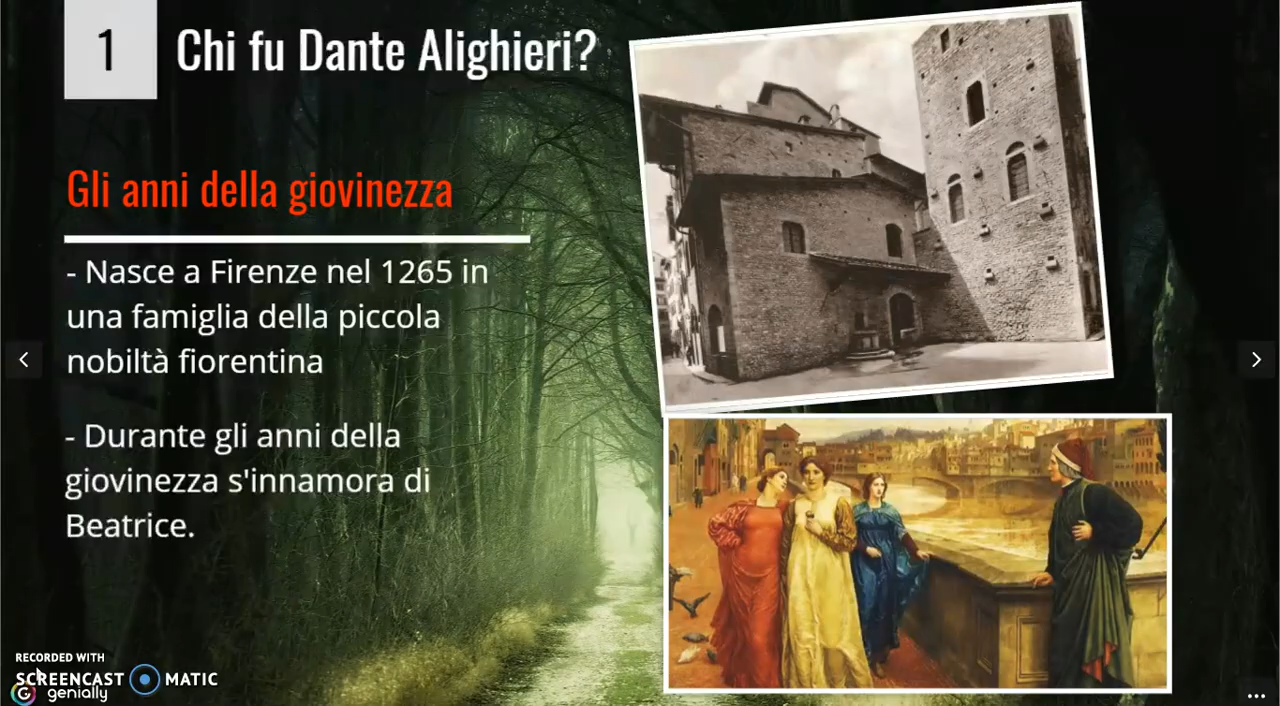 1
Chi fu Dante Alighieri?
Gli anni della giovinezza
- Nasce a Firenze nel 1265 in
una famiglia della piccola
nobiltà fiorentina
- Durante gli anni della
giovinezza s'innamora di
Beatrice.
RECORDED WITH
SCREENCAST MATIC
genially